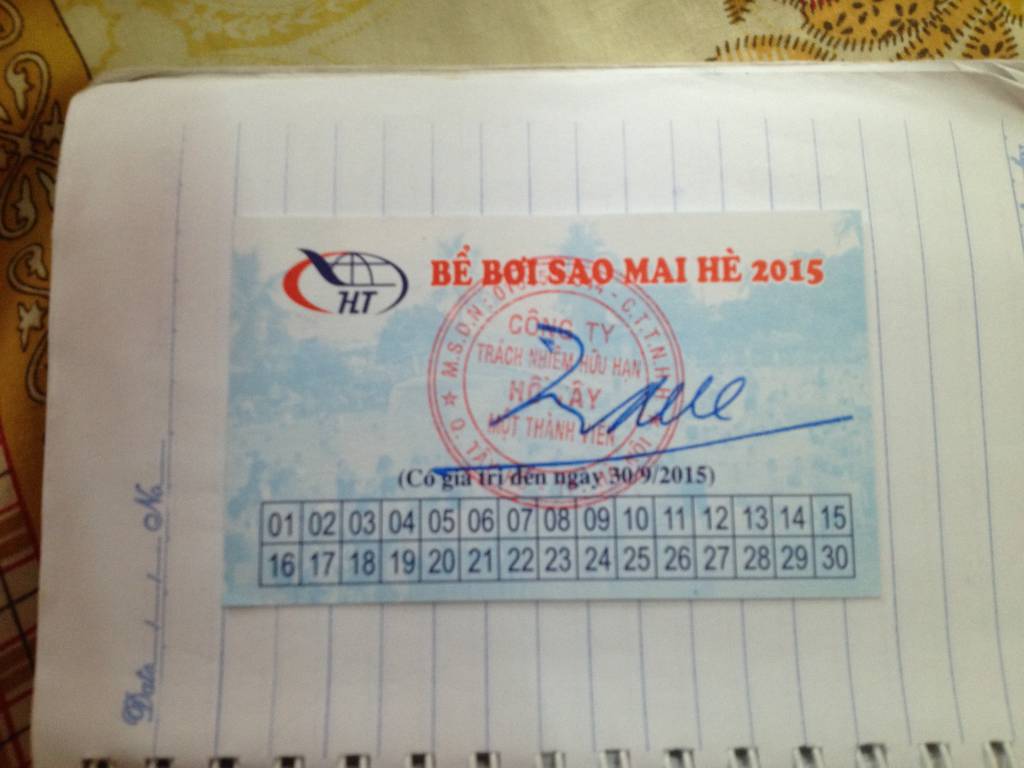 BỂ BƠI SAO MAI HÈ 2015
H.T
M.S.D.N: C.T.T.N.H.H
CÔNG TY
TRÁCH NHIỆM HỮU HẠN
HỒ TÂY
MỘT THÀNH VIÊN
(Có giá trị đến ngày 30/9/2015)
01 02 03 04 05 06 07 08 09 10 11 12 13 14 15
16 17 18 19 20 21 22 23 24 25 26 27 28 29 30
Date / / No